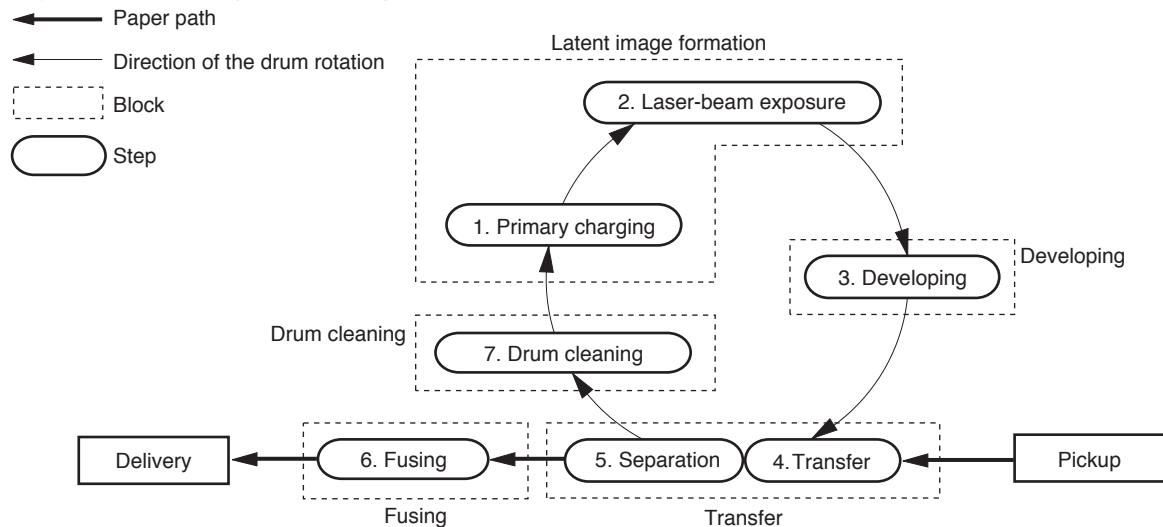 Paper path
Direction of the drum rotation
Block
Step
Latent image formation
2. Laser-beam exposure
1. Primary charging
Developing
3. Developing
Drum cleaning
7. Drum cleaning
Delivery
6. Fusing
5. Separation
4.Transfer
Pickup
Fusing
Transfer